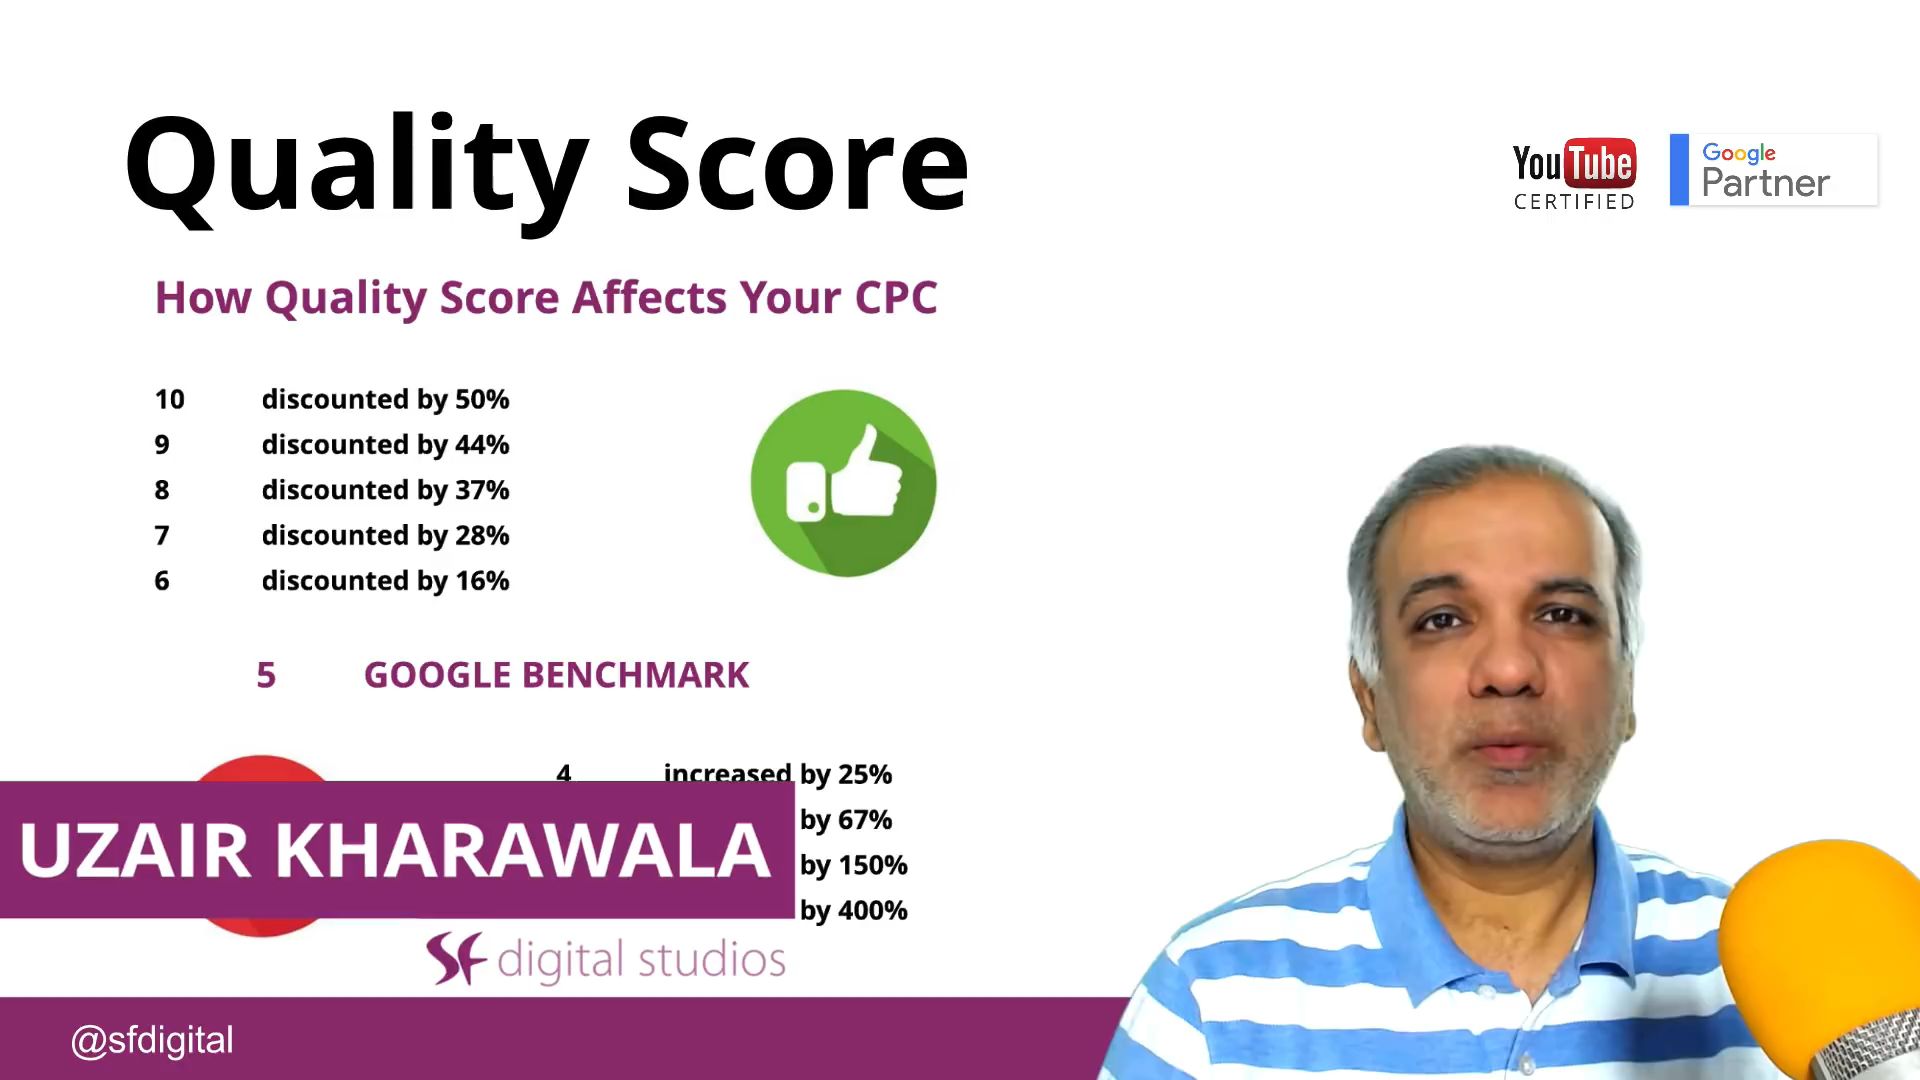 Quality Score
YouTube
CERTIFIED
Google
Partner
How Quality Score Affects Your CPC
10 discounted by 50%
9 discounted by 44%
8 discounted by 37%
7 discounted by 28%
6 discounted by 16%
5 GOOGLE BENCHMARK
4 increased by 25%
by 67%
by 150%
by 400%
UZAIR KHARAWALA
SF digital studios
@sfdigital